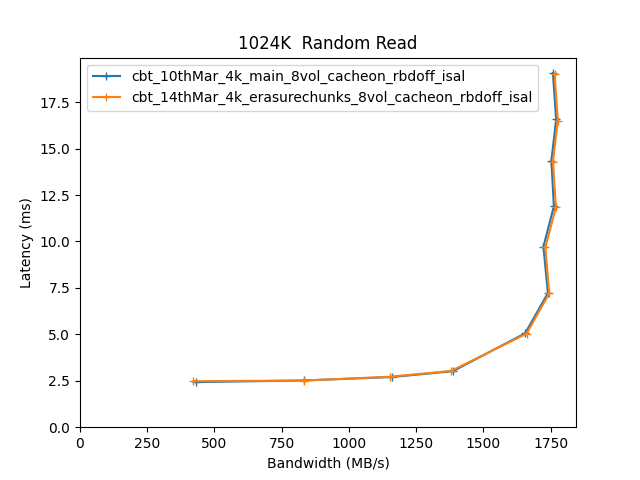 1024K  Random Read
cbt_10thMar_4k_main_8vol_cacheon_rbdoff_isal
cbt_14thMar_4k_erasurechunks_8vol_cacheon_rbdoff_isal
Latency (ms)
17.5
15.0
12.5
10.0
7.5
5.0
2.5
0.0
0 250 500 750 1000 1250 1500 1750
Bandwidth (MB/s)